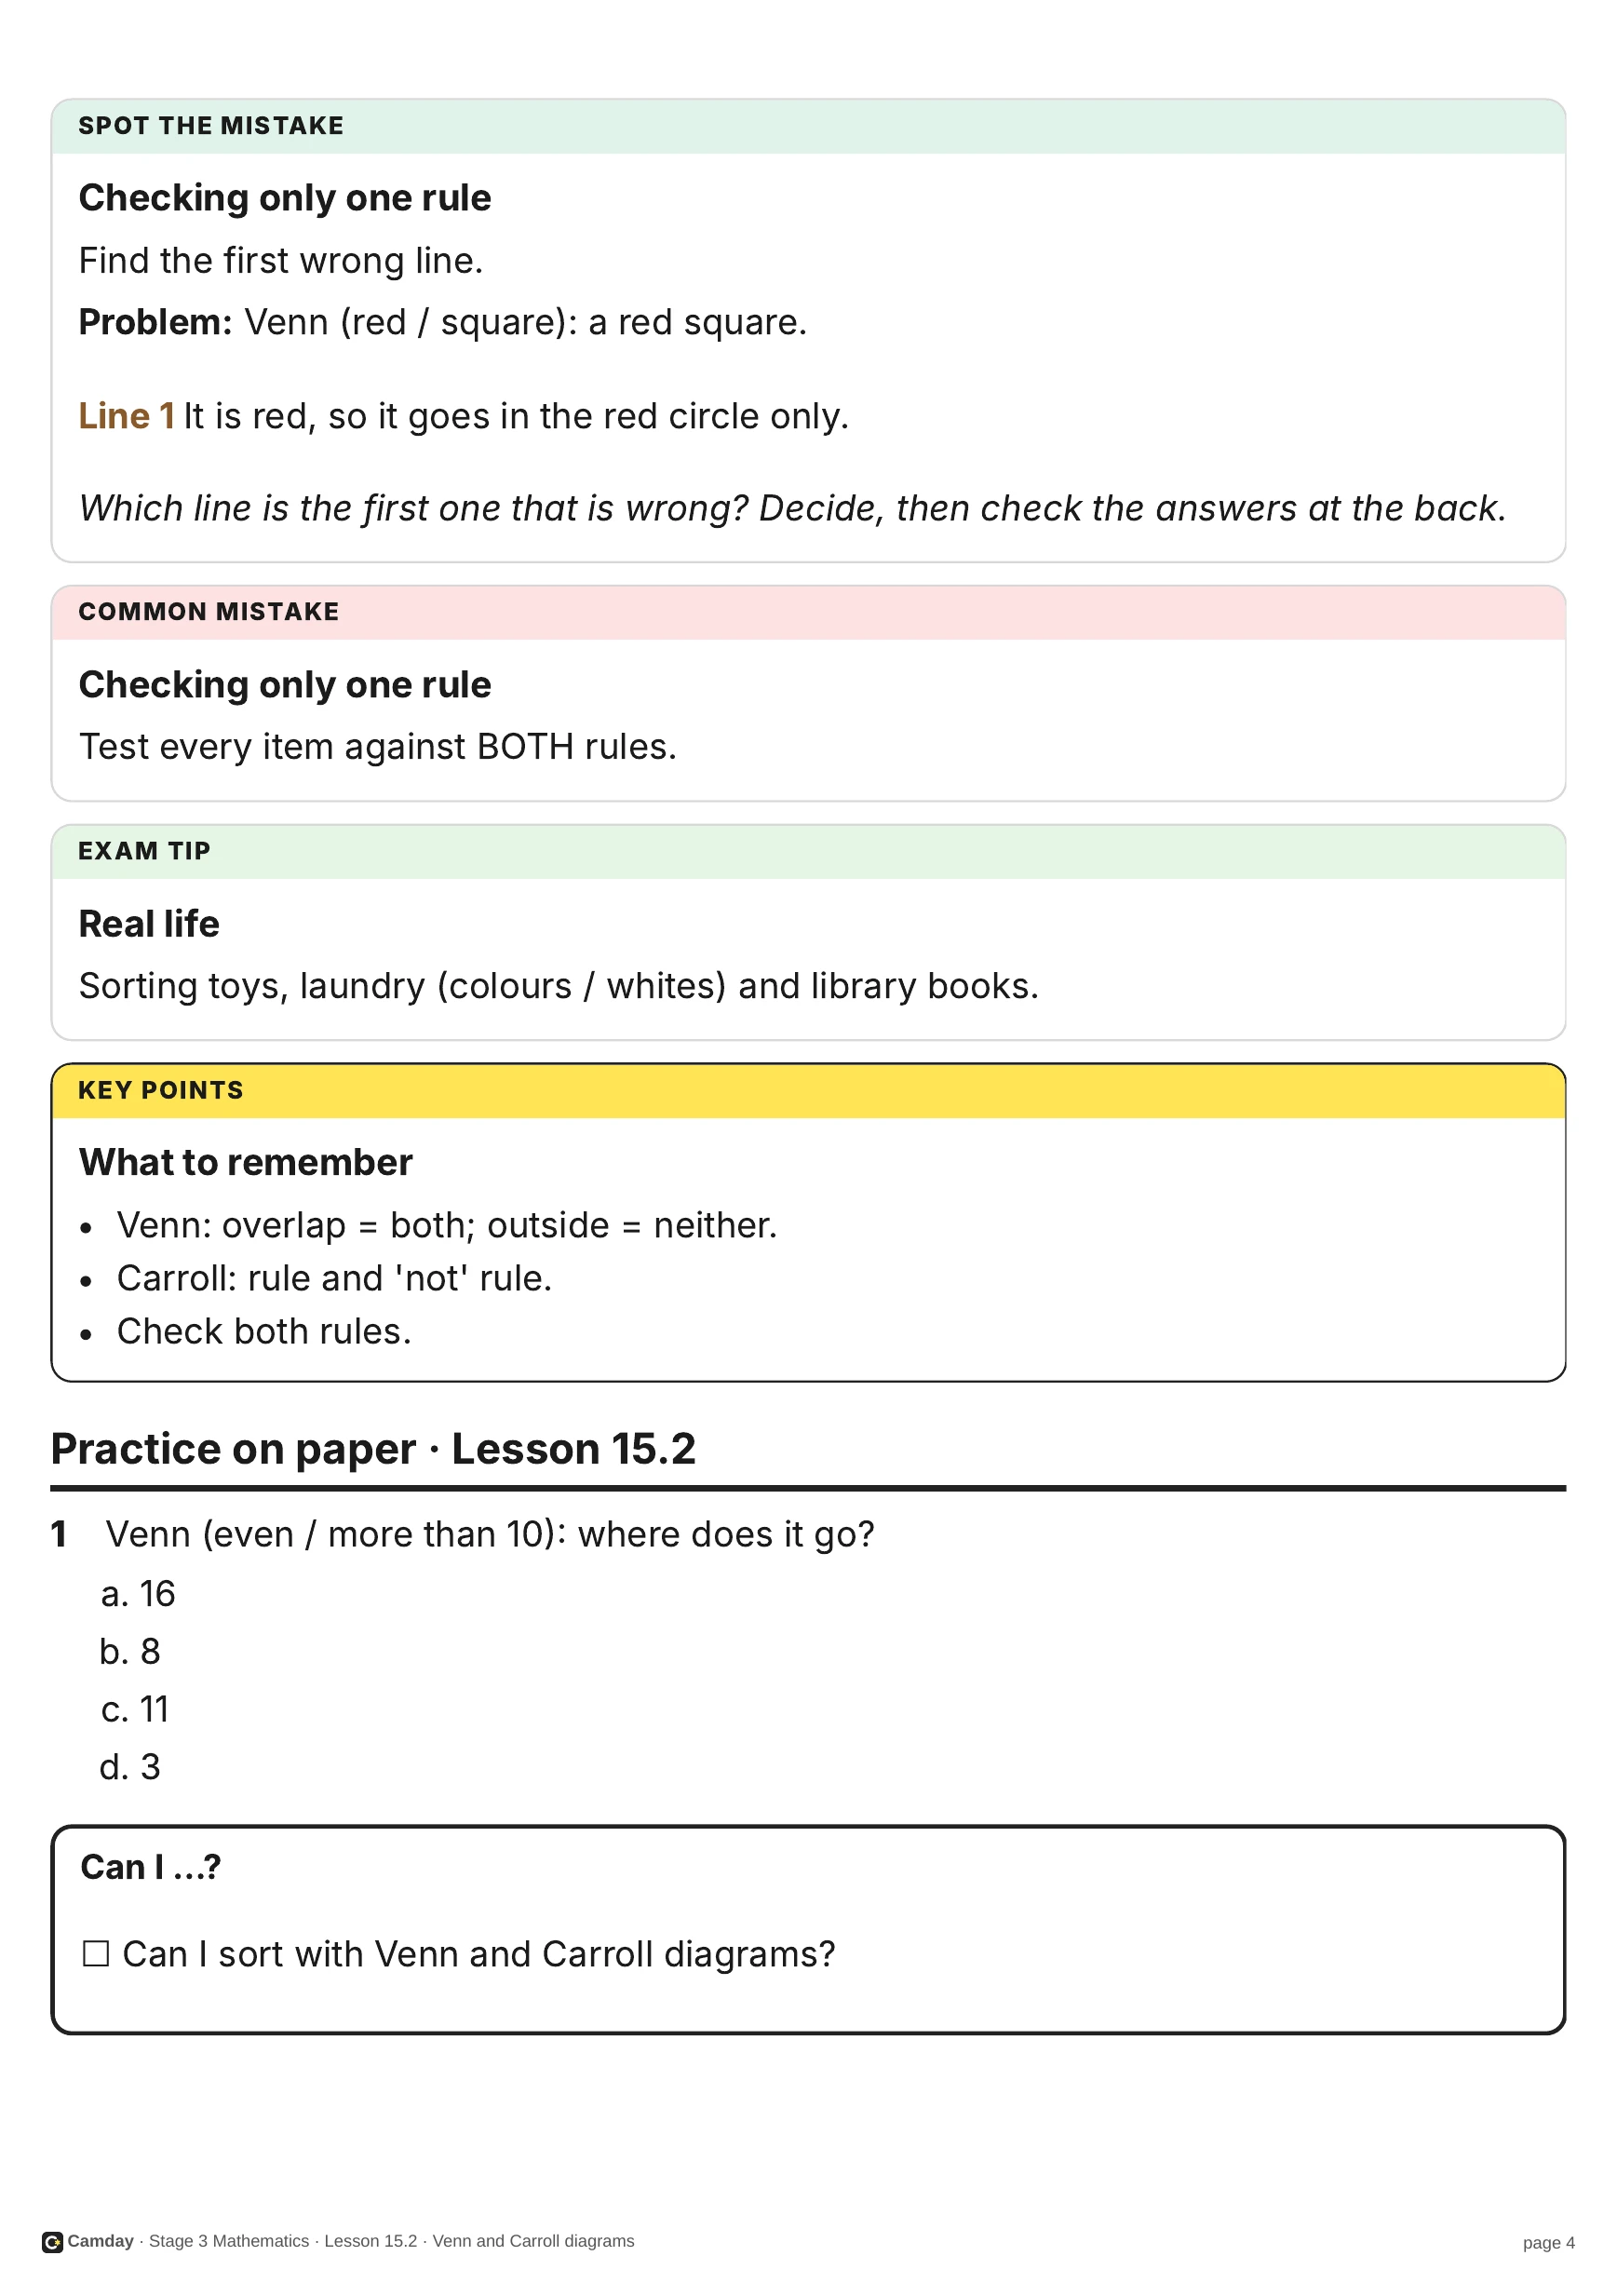 SPOT THE MISTAKE
Checking only one rule
Find the first wrong line.
Problem: Venn (red / square): a red square.
Line 1 It is red, so it goes in the red circle only.
Which line is the first one that is wrong? Decide, then check the answers at the back.
COMMON MISTAKE
Checking only one rule
Test every item against BOTH rules.
EXAM TIP
Real life
Sorting toys, laundry (colours / whites) and library books.
KEY POINTS
What to remember
• Venn: overlap = both; outside = neither.
• Carroll: rule and 'not' rule.
• Check both rules.
Practice on paper · Lesson 15.2
1 Venn (even / more than 10): where does it go?
a. 16
b. 8
c. 11
d. 3
Can I …?
☐ Can I sort with Venn and Carroll diagrams?
Camday · Stage 3 Mathematics · Lesson 15.2 · Venn and Carroll diagrams page 4